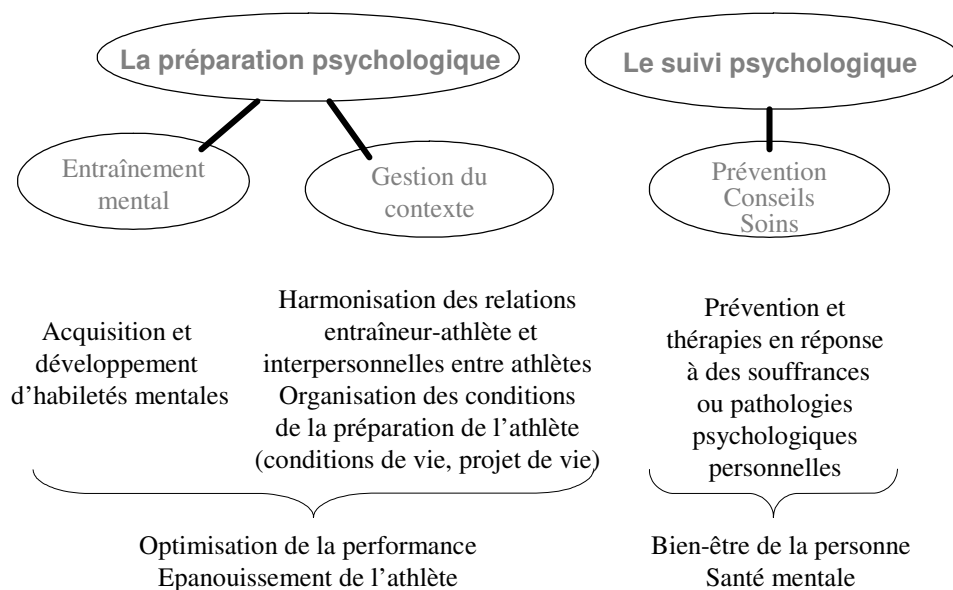 La préparation psychologique
Le suivi psychologique
Entraînement
mental
Gestion du
contexte
Prévention
Conseils
Soins
Acquisition et
développement
d'habiletés mentales
Harmonisation des relations
entraîneur-athlète et
interpersonnelles entre athlètes
Organisation des conditions
de la préparation de l'athlète
(conditions de vie, projet de vie)
Prévention et
thérapies en réponse
à des souffrances
ou pathologies
psychologiques
personnelles
Optimisation de la performance
Epanouissement de l'athlète
Bien-être de la personne
Santé mentale